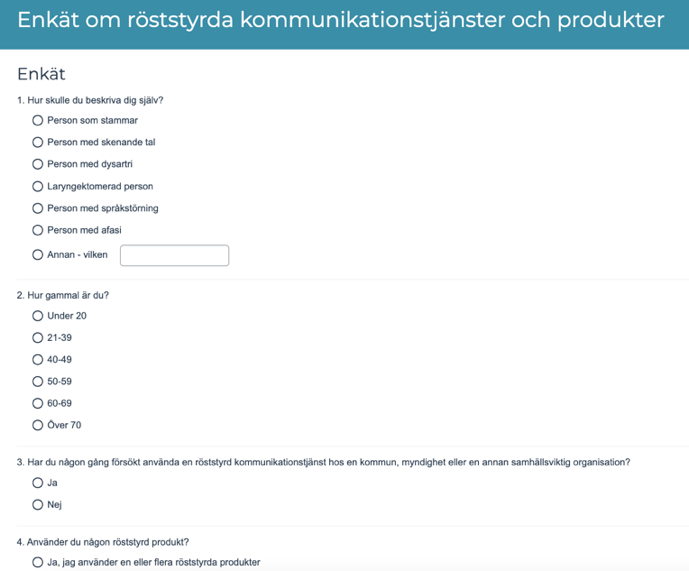 Enkät om röststyrda kommunikationstjänster och produkter
Enkät
1. Hur skulle du beskriva dig själv?
Person som stammar
Person med skenande tal
Person med dysartri
Laryngektomerad person
Person med språkstörning
Person med afasi
Annan - vilken
2. Hur gammal är du?
Under 20
21-39
40-49
50-59
60-69
Över 70
3. Har du någon gång försökt använda en röststyrd kommunikationstjänst hos en kommun, myndighet eller en annan samhällsviktig organisation?
Ja
Nej
4. Använder du någon röststyrd produkt?
Ja, jag använder en eller flera röststyrda produkter